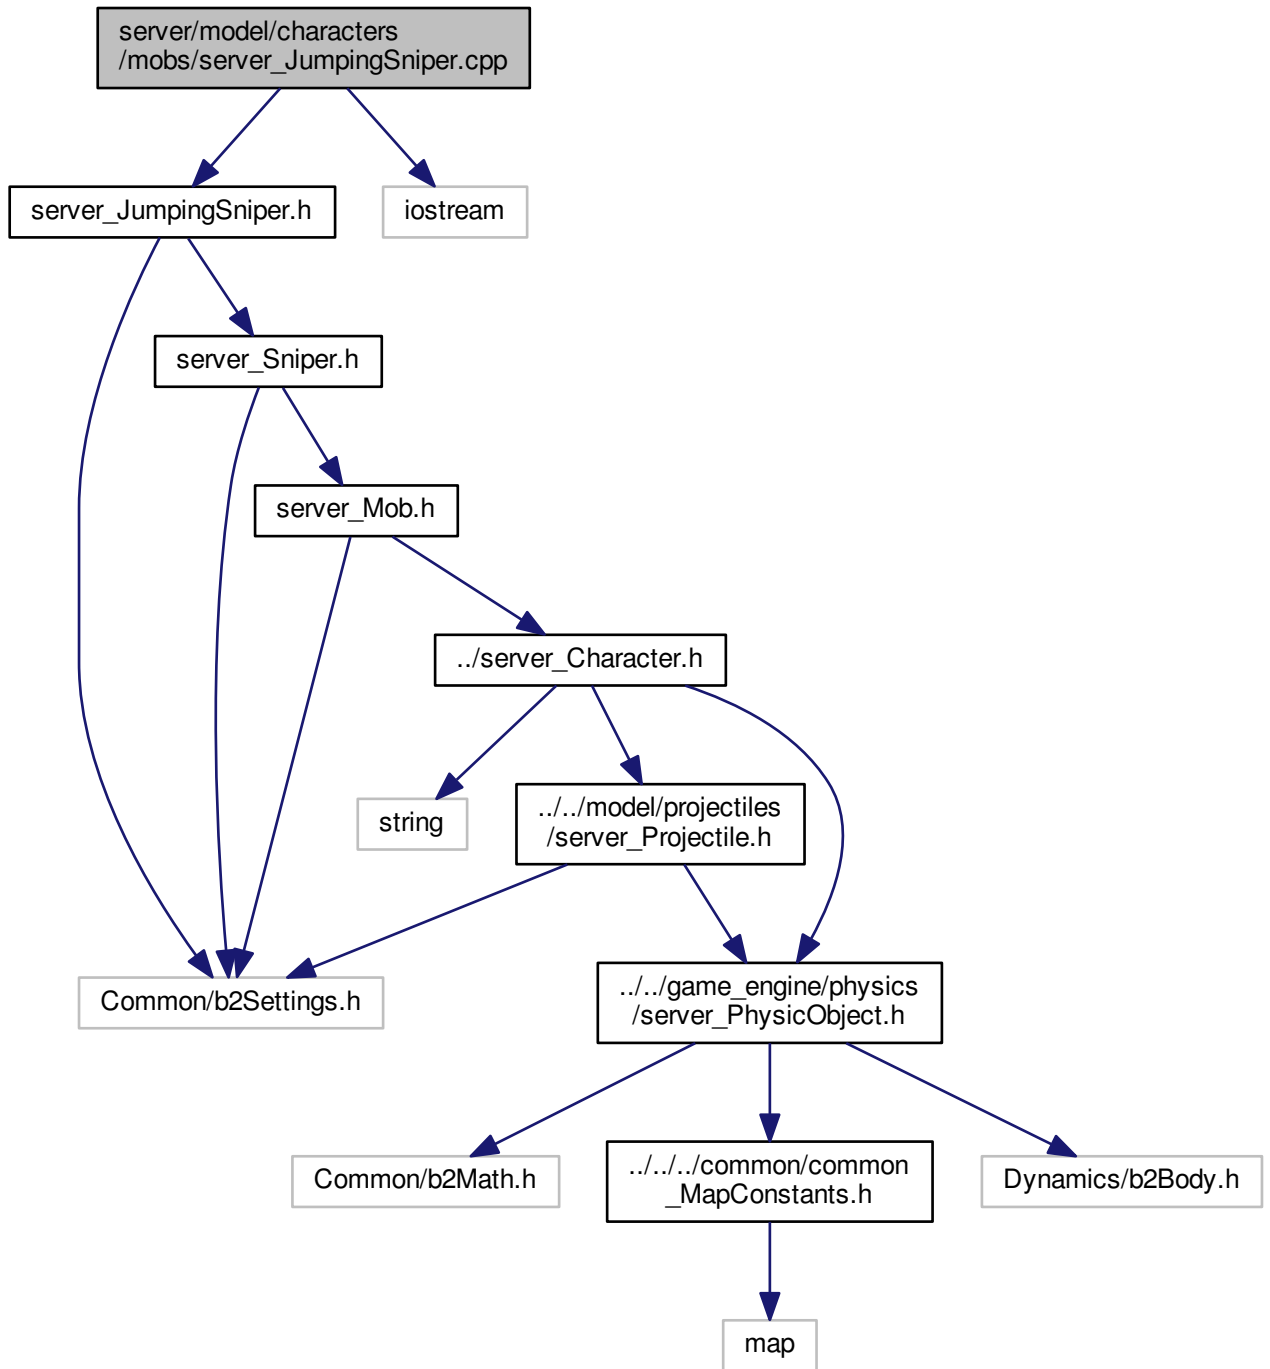 server/model/characters
/mobs/server_JumpingSniper.cpp
server_JumpingSniper.h
iostream
server_Sniper.h
server_Mob.h
../server_Character.h
string
../../model/projectiles
/server_Projectile.h
Common/b2Settings.h
../../game_engine/physics
/server_PhysicObject.h
Common/b2Math.h
../../../common/common
_MapConstants.h
Dynamics/b2Body.h
map